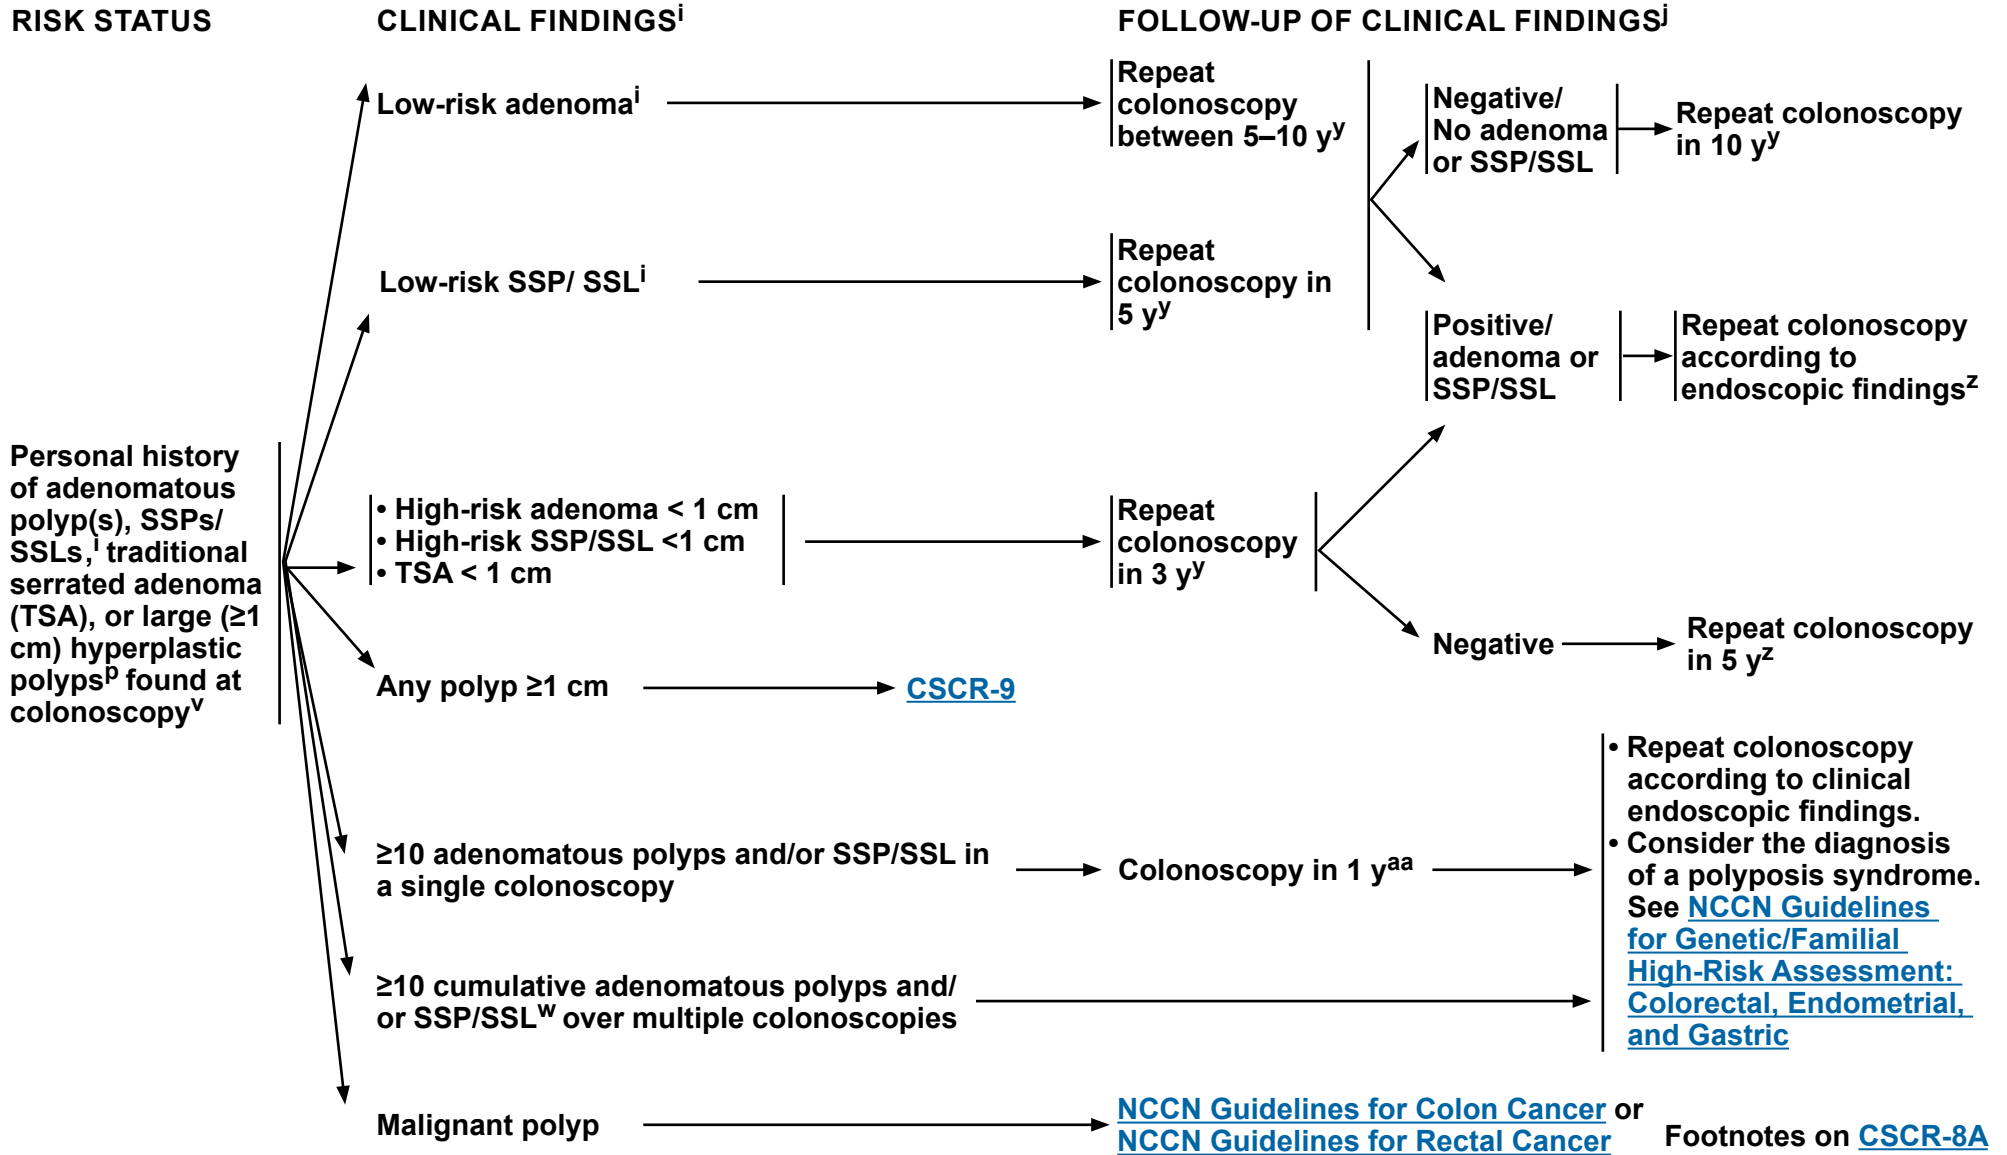 RISK STATUS
CLINICAL FINDINGSⁱ
FOLLOW-UP OF CLINICAL FINDINGSʲ
Personal history
of adenomatous
polyp(s), SSPs/
SSLs,ⁱ traditional
serrated adenoma
(TSA), or large (≥1
cm) hyperplastic
polypsᵖ found at
colonoscopyᵛ
Low-risk adenomaⁱ
Repeat
colonoscopy
between 5–10 yʸ
Low-risk SSP/ SSLⁱ
Repeat
colonoscopy in
5 yʸ
Negative/
No adenoma
or SSP/SSL
Repeat colonoscopy
in 10 yʸ
Positive/
adenoma or
SSP/SSL
Repeat colonoscopy
according to
endoscopic findingsᶻ
• High-risk adenoma < 1 cm
• High-risk SSP/SSL <1 cm
• TSA < 1 cm
Repeat
colonoscopy
in 3 yʸ
Negative
Repeat colonoscopy
in 5 yᶻ
Any polyp ≥1 cm
CSCR-9
≥10 adenomatous polyps and/or SSP/SSL in
a single colonoscopy
Colonoscopy in 1 yᵃᵃ
≥10 cumulative adenomatous polyps and/
or SSP/SSLʷ over multiple colonoscopies
• Repeat colonoscopy
according to clinical
endoscopic findings.
• Consider the diagnosis
of a polyposis syndrome.
See NCCN Guidelines
for Genetic/Familial
High-Risk Assessment:
Colorectal, Endometrial,
and Gastric
Malignant polyp
NCCN Guidelines for Colon Cancer or
NCCN Guidelines for Rectal Cancer
Footnotes on CSCR-8A